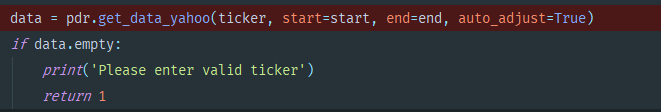 data = pdr.get_data_yahoo(ticker, start=start, end=end, auto_adjust=True)
if data.empty:
    print('Please enter valid ticker')
    return 1